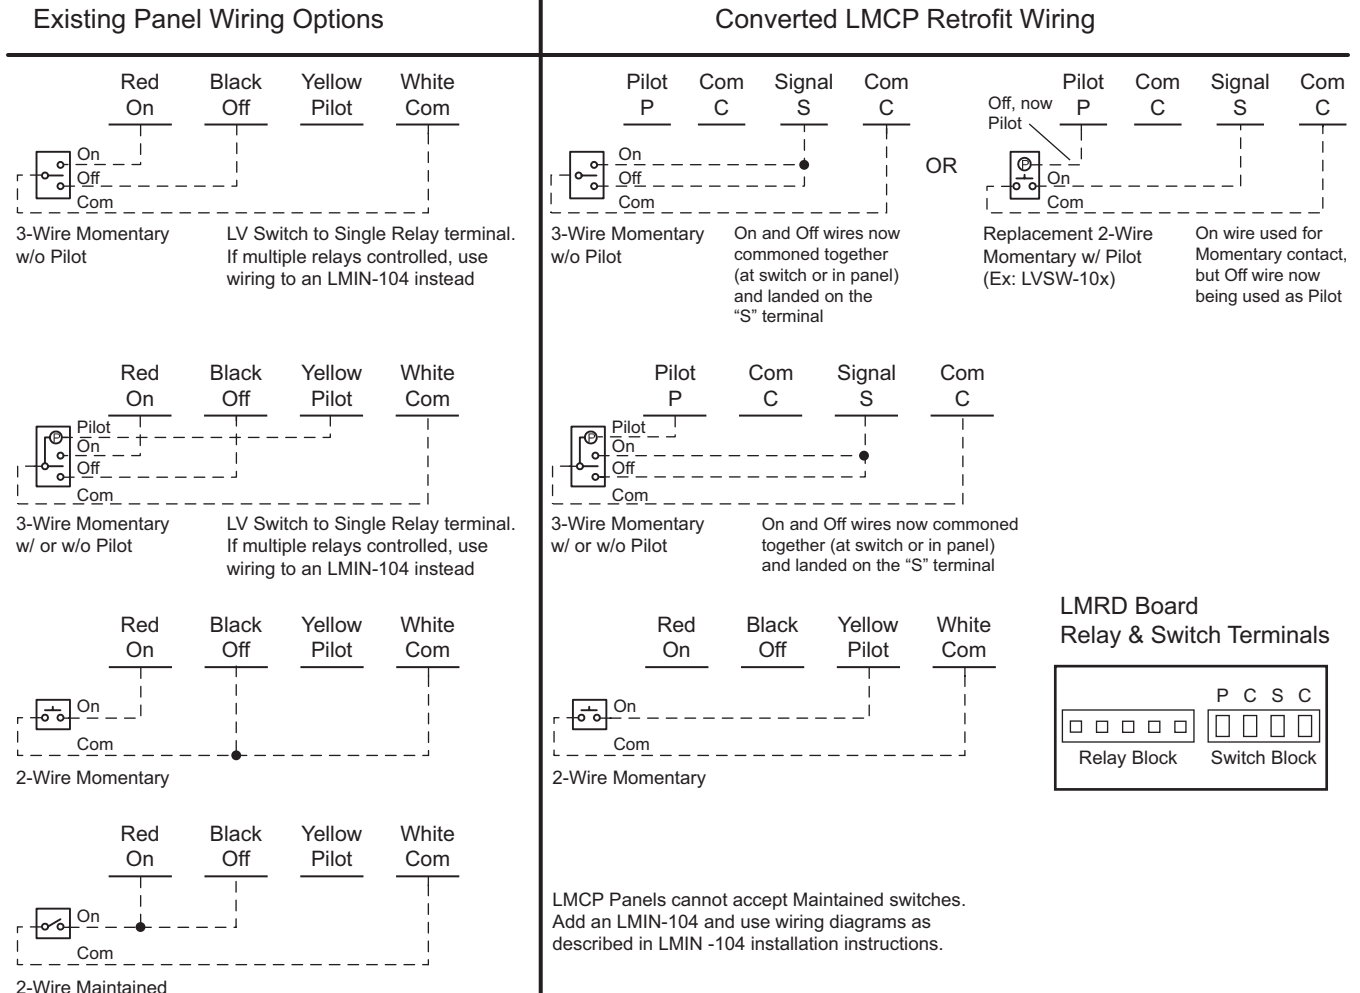 Existing Panel Wiring Options
Converted LMCP Retrofit Wiring
Red Black Yellow White
On Off Pilot Com
On
Off
Com
3-Wire Momentary
w/o Pilot
LV Switch to Single Relay terminal.
If multiple relays controlled, use
wiring to an LMIN-104 instead
Pilot Com Signal Com
P C S C
On
Off
Com
3-Wire Momentary
w/o Pilot
On and Off wires now
commoned together
(at switch or in panel)
and landed on the
“S” terminal
OR
Pilot Com Signal Com
P C S C
Off, now
Pilot
P
On
Com
Replacement 2-Wire
Momentary w/ Pilot
(Ex: LVSW-10x)
On wire used for
Momentary contact,
but Off wire now
being used as Pilot
Red Black Yellow White
On Off Pilot Com
Pilot
P
On
Off
Com
3-Wire Momentary
w/ or w/o Pilot
LV Switch to Single Relay terminal.
If multiple relays controlled, use
wiring to an LMIN-104 instead
Pilot Com Signal Com
P C S C
Pilot
P
On
Off
Com
3-Wire Momentary
w/ or w/o Pilot
On and Off wires now commoned
together (at switch or in panel)
and landed on the “S” terminal
Red Black Yellow White
On Off Pilot Com
On
Com
2-Wire Momentary
Red Black Yellow White
On Off Pilot Com
On
Com
2-Wire Momentary
LMRD Board
Relay & Switch Terminals
P C S C
Relay Block Switch Block
Red Black Yellow White
On Off Pilot Com
On
Com
2-Wire Maintained
LMCP Panels cannot accept Maintained switches.
Add an LMIN-104 and use wiring diagrams as
described in LMIN -104 installation instructions.